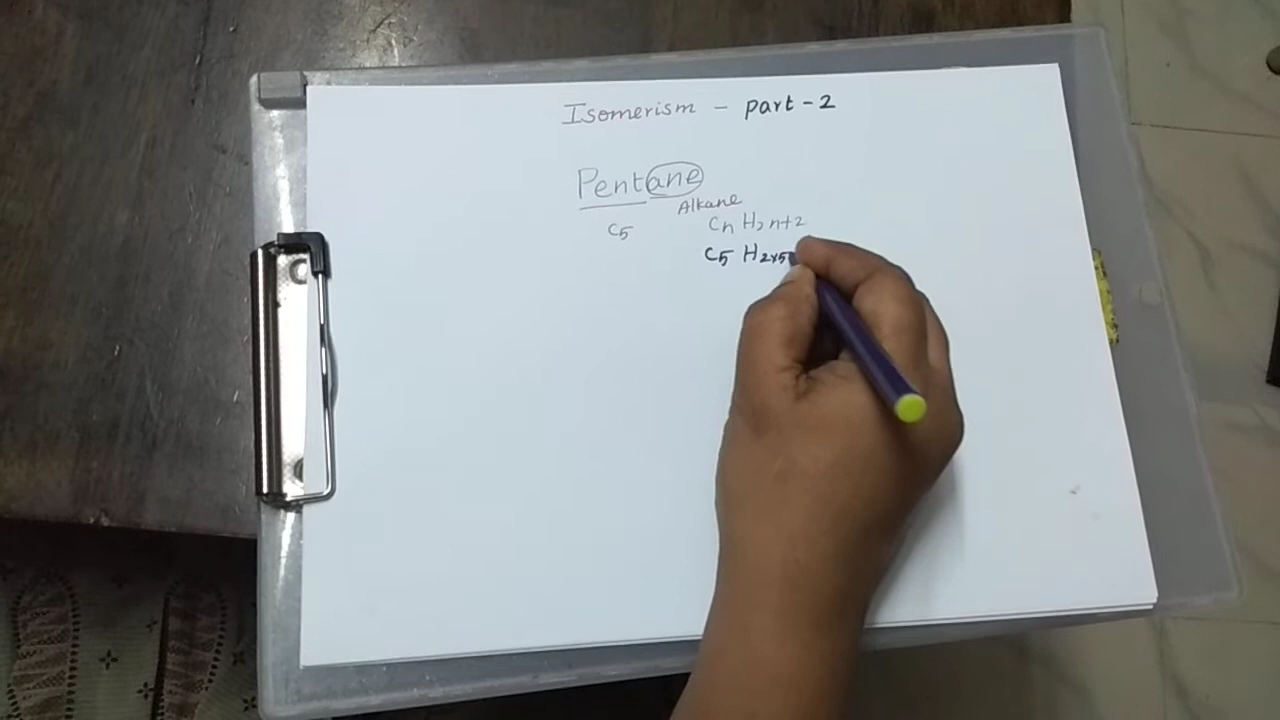 Isomerism - part - 2
Pentane
Alkane
C5 CnH2n+2
C5 H2x5